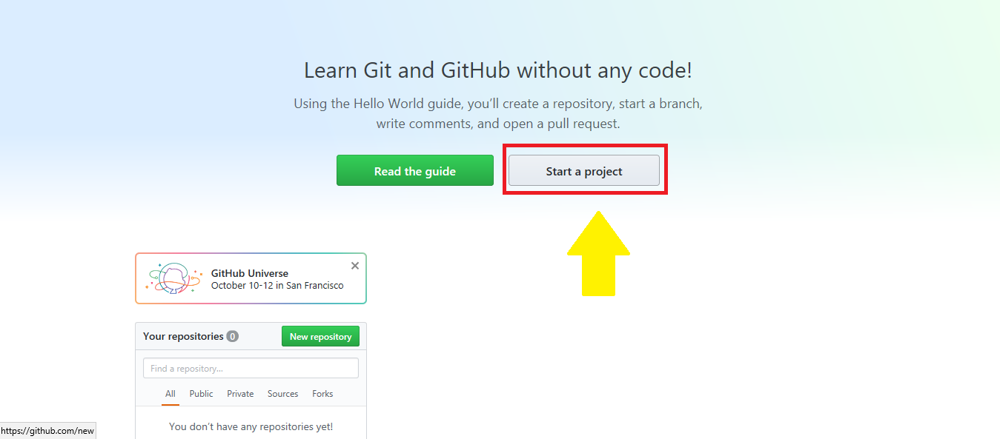 Learn Git and GitHub without any code!
Using the Hello World guide, you’ll create a repository, start a branch,
write comments, and open a pull request.
Read the guide
Start a project
GitHub Universe
October 10-12 in San Francisco
Your repositories 0
New repository
Find a repository...
All Public Private Sources Forks
You don’t have any repositories yet!
https://github.com/new